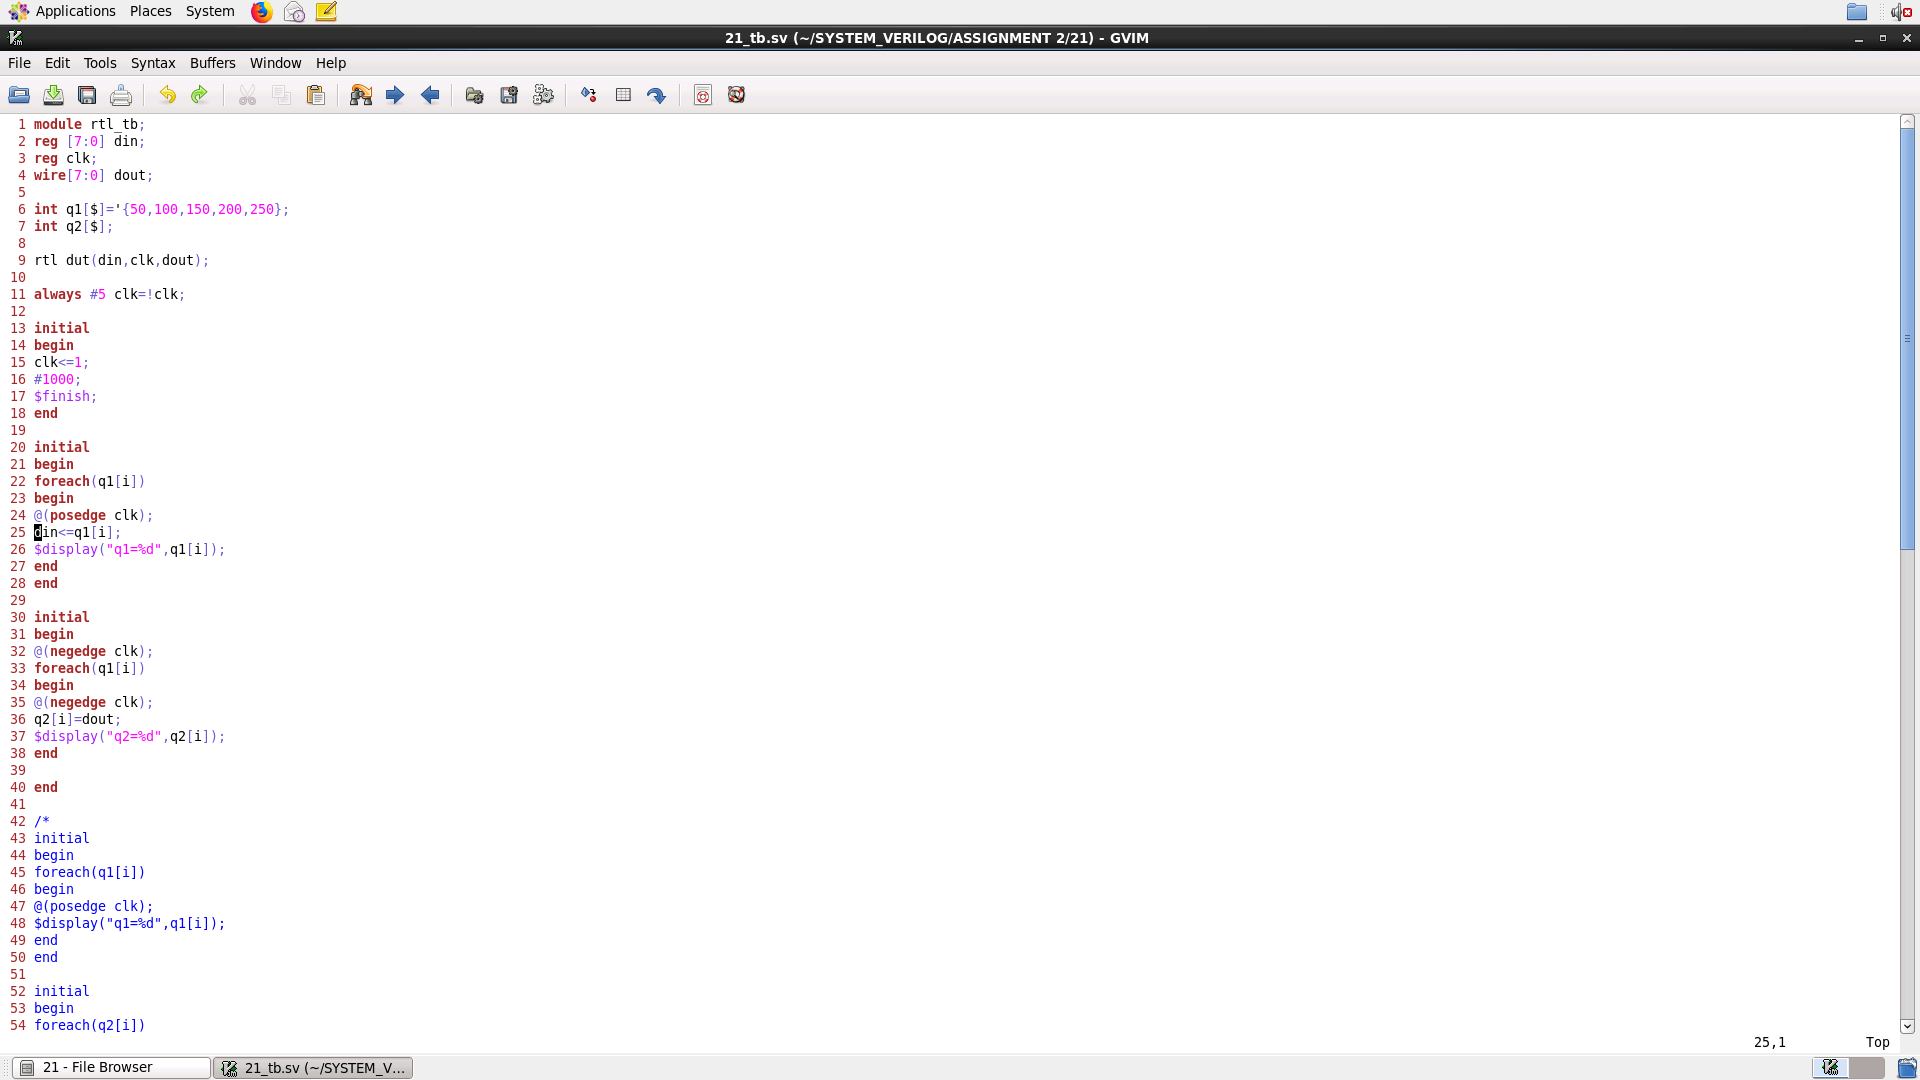 Applications Places System
21_tb.sv (~/SYSTEM_VERILOG/ASSIGNMENT 2/21) - GVIM
File Edit Tools Syntax Buffers Window Help
1 module rtl_tb;
2 reg [7:0] din;
3 reg clk;
4 wire[7:0] dout;
5
6 int q1[$]='{50,100,150,200,250};
7 int q2[$];
8
9 rtl dut(din,clk,dout);
10
11 always #5 clk=!clk;
12
13 initial
14 begin
15 clk<=1;
16 #1000;
17 $finish;
18 end
19
20 initial
21 begin
22 foreach(q1[i])
23 begin
24 @(posedge clk);
25 din<=q1[i];
26 $display("q1=%d",q1[i]);
27 end
28 end
29
30 initial
31 begin
32 @(negedge clk);
33 foreach(q1[i])
34 begin
35 @(negedge clk);
36 q2[i]=dout;
37 $display("q2=%d",q2[i]);
38 end
39
40 end
41
42 /*
43 initial
44 begin
45 foreach(q1[i])
46 begin
47 @(posedge clk);
48 $display("q1=%d",q1[i]);
49 end
50 end
51
52 initial
53 begin
54 foreach(q2[i])
25,1 Top
21 - File Browser 21_tb.sv (~/SYSTEM_V...